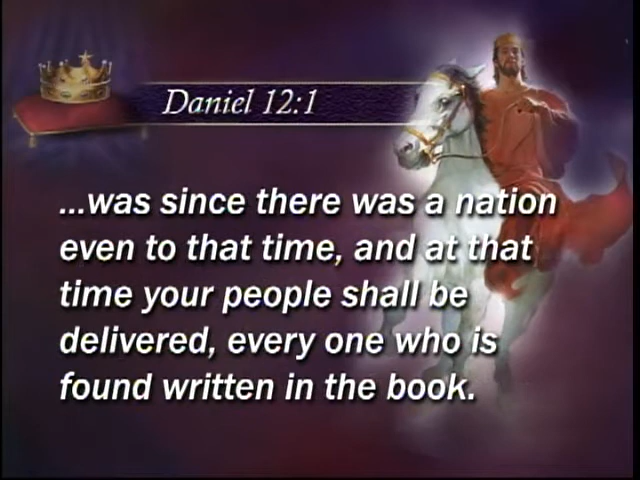 Daniel 12:1
...was since there was a nation
even to that time, and at that
time your people shall be
delivered, every one who is
found written in the book.